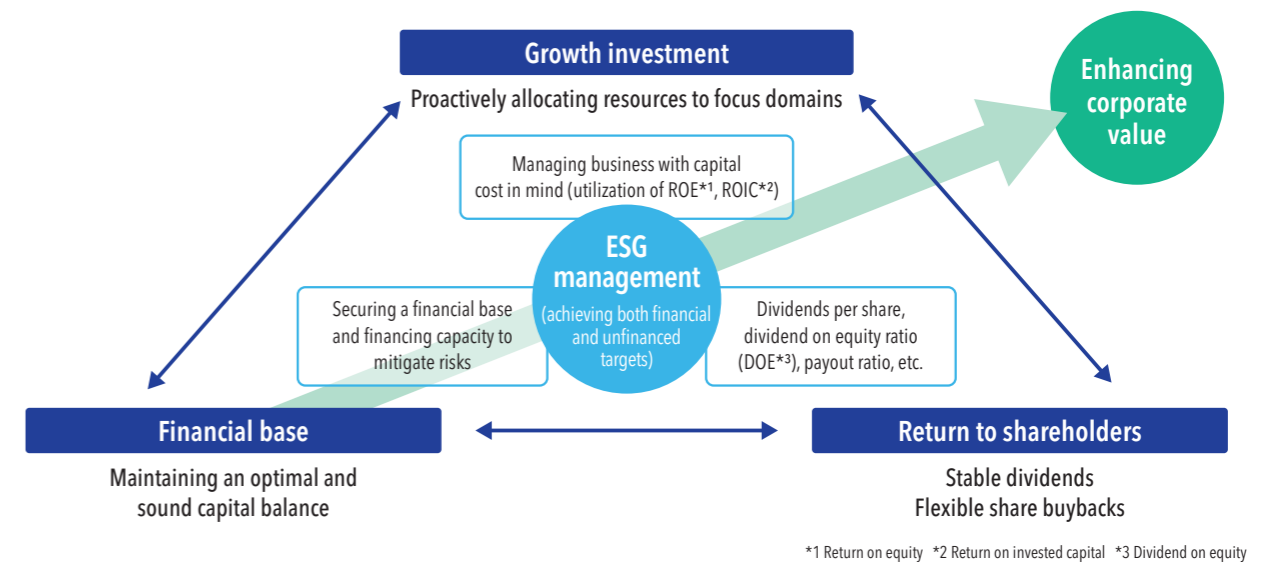 Growth investment
Proactively allocating resources to focus domains
Enhancing
corporate
value
Managing business with capital
cost in mind (utilization of ROE*1, ROIC*2)
ESG
management
(achieving both financial
and unfinanced
targets)
Securing a financial base
and financing capacity to
mitigate risks
Dividends per share,
dividend on equity ratio
(DOE*3), payout ratio, etc.
Financial base
Maintaining an optimal and
sound capital balance
Return to shareholders
Stable dividends
Flexible share buybacks
*1 Return on equity *2 Return on invested capital *3 Dividend on equity